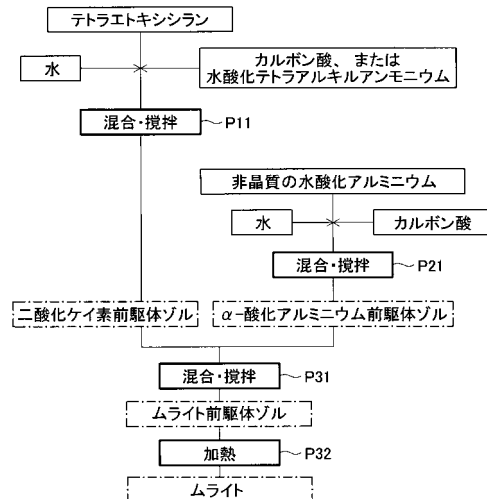 テトラエトキシシラン
水
カルボン酸、または
水酸化テトラアルキルアンモニウム
混合・撹拌
P11
非晶質の水酸化アルミニウム
水
カルボン酸
混合・撹拌
P21
二酸化ケイ素前駆体ゾル
α-酸化アルミニウム前駆体ゾル
混合・撹拌
P31
ムライト前駆体ゾル
加熱
P32
ムライト